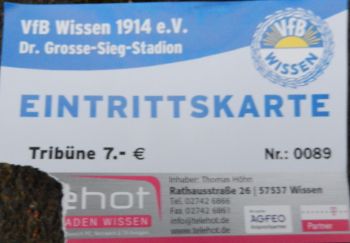 VfB Wissen 1914 e.V.
Dr. Grosse-Sieg-Stadion
VfB
WISSEN
EINTRITTSKARTE
Tribüne 7.- € Nr.: 0089
Inhaber: Thomas Höhn
Rathausstraße 26 | 57537 Wissen
Tel. 02742 6866
Fax 02742 6861
info@telehot.de
www.telehot.de
ehot
ADEN WISSEN
AGFEO
Partner